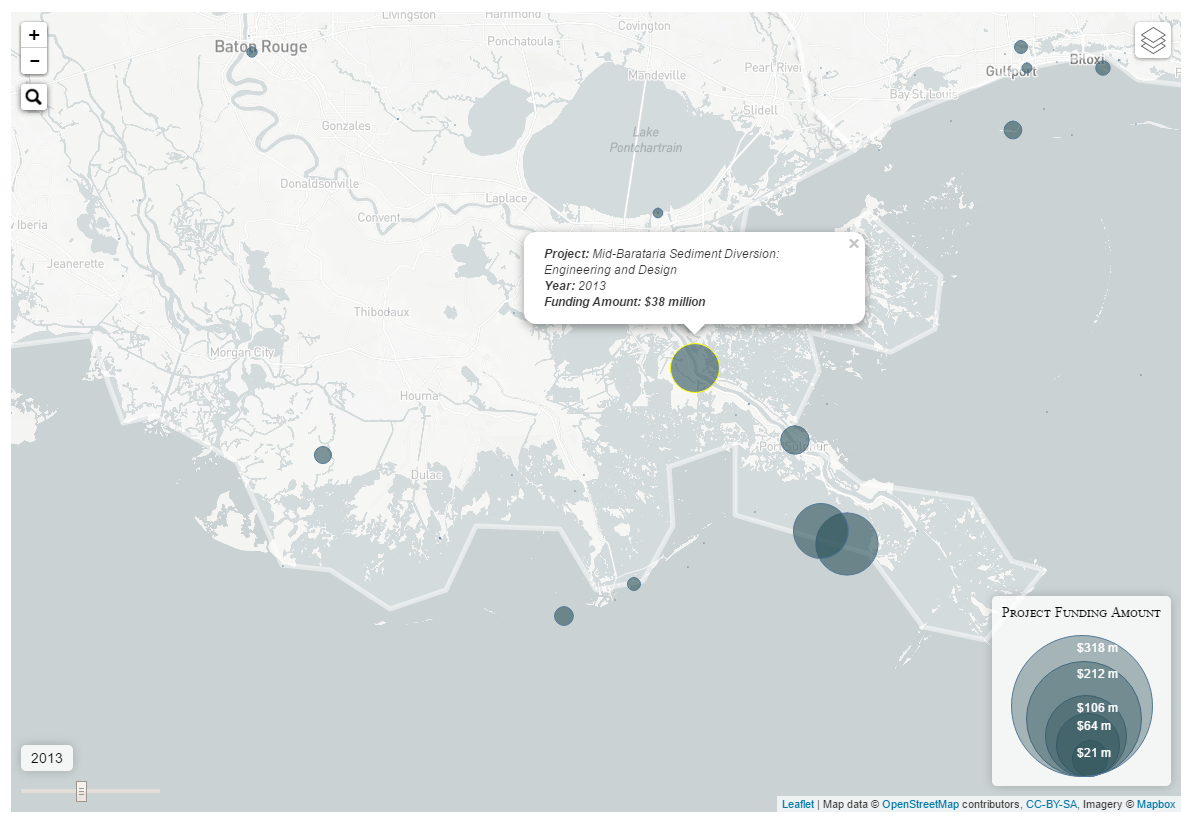 Livingston
Hammond
Covington
+
Baton Rouge
Ponchatoula
−
Mandeville
Pearl River
Gulfport
Biloxi
Bay St. Louis
Slidell
Gonzales
Lake
Pontchartrain
Donaldsonville
Laplace
Convent
Iberia
Jeanerette
Project: Mid-Barataria Sediment Diversion:
Engineering and Design
Year: 2013
Funding Amount: $38 million
×
Thibodaux
Morgan City
Houma
Port Sulphur
Dulac
Project Funding Amount
$318 m
$212 m
$106 m
$64 m
$21 m
2013
Leaflet | Map data © OpenStreetMap contributors, CC-BY-SA, Imagery © Mapbox